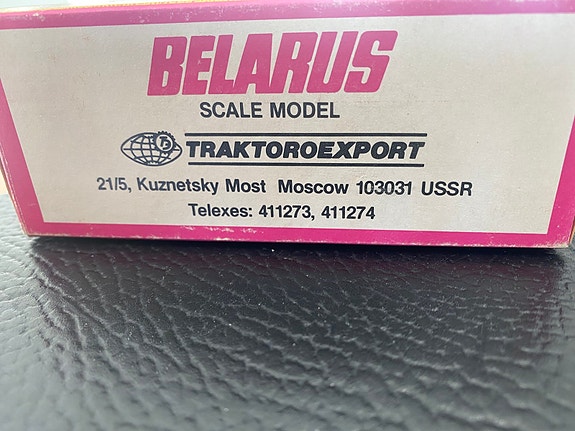 BELARUS
SCALE MODEL
TRAKTOROEXPORT
21/5, Kuznetsky Most Moscow 103031 USSR
Telexes: 411273, 411274